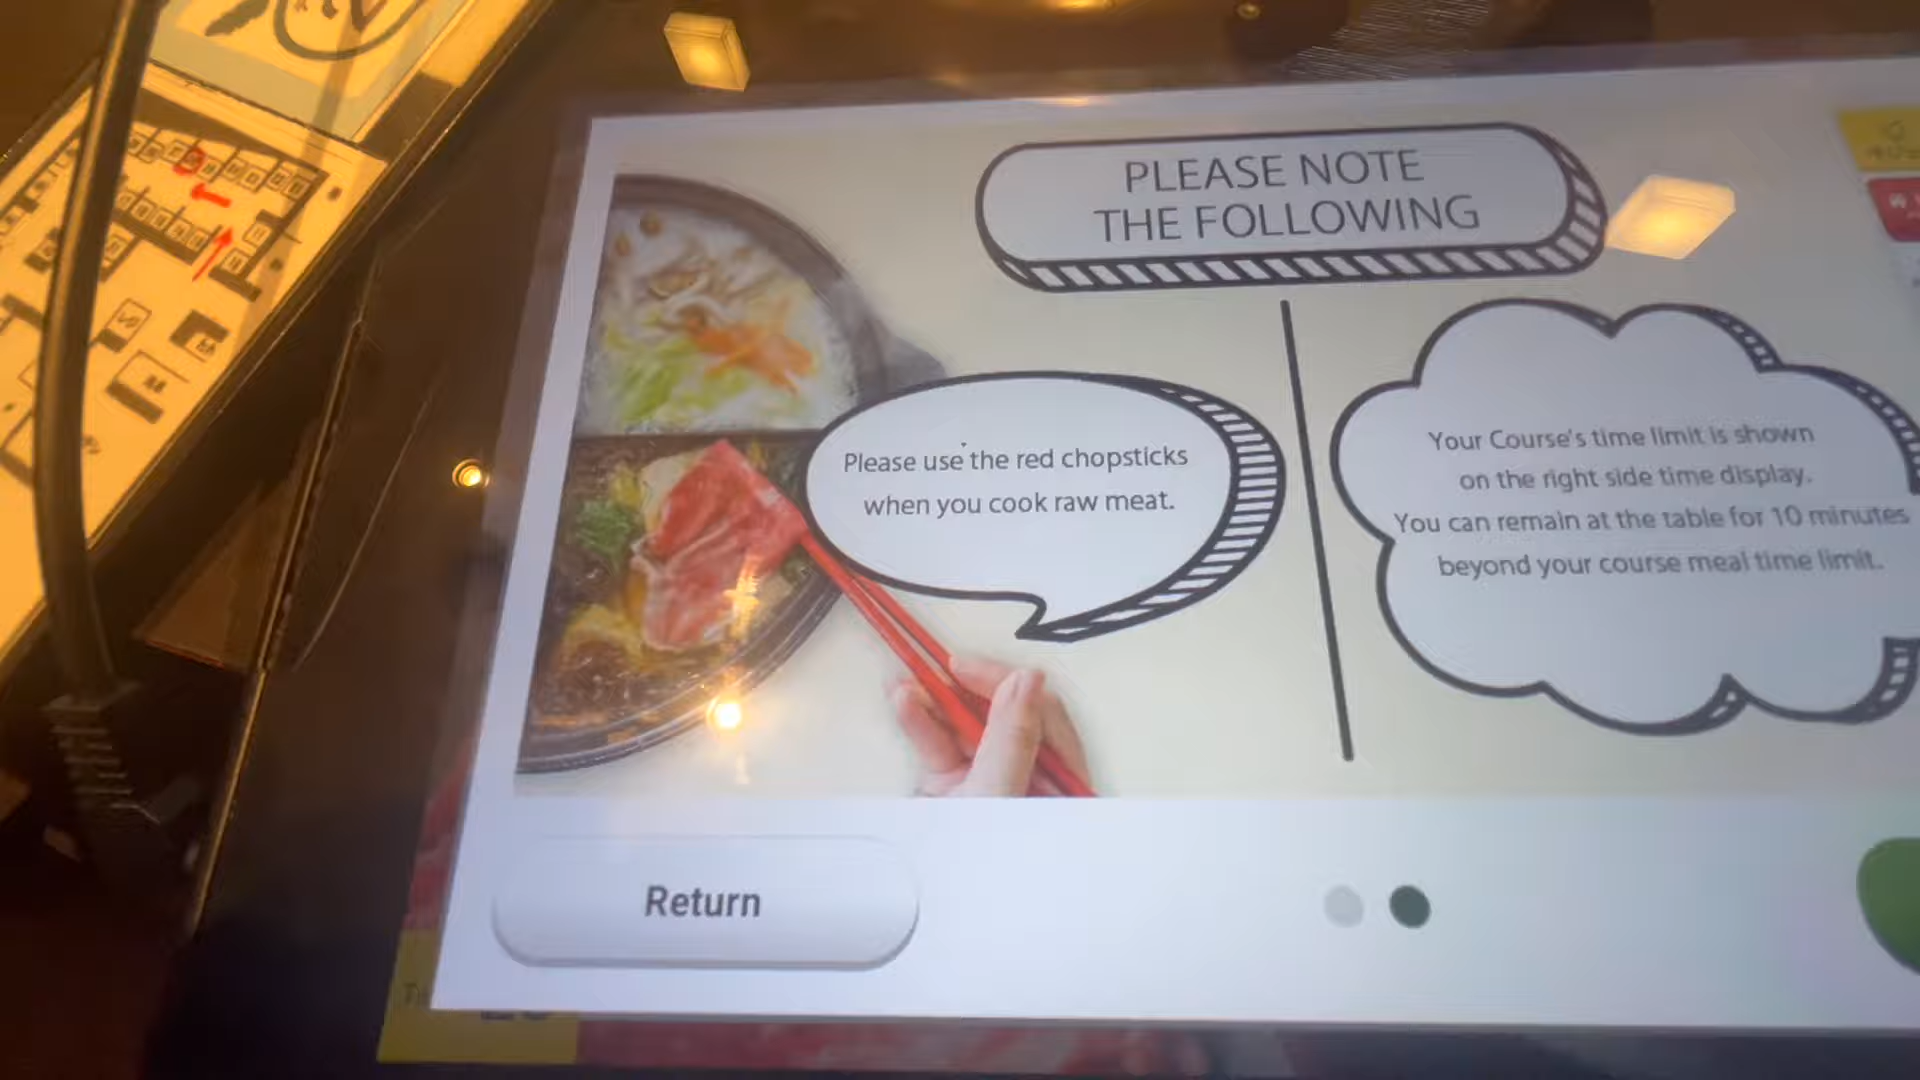 PLEASE NOTE
THE FOLLOWING
Please use the red chopsticks
when you cook raw meat.
Your Course's time limit is shown
on the right side time display.
You can remain at the table for 10 minutes
beyond your course meal time limit.
Return